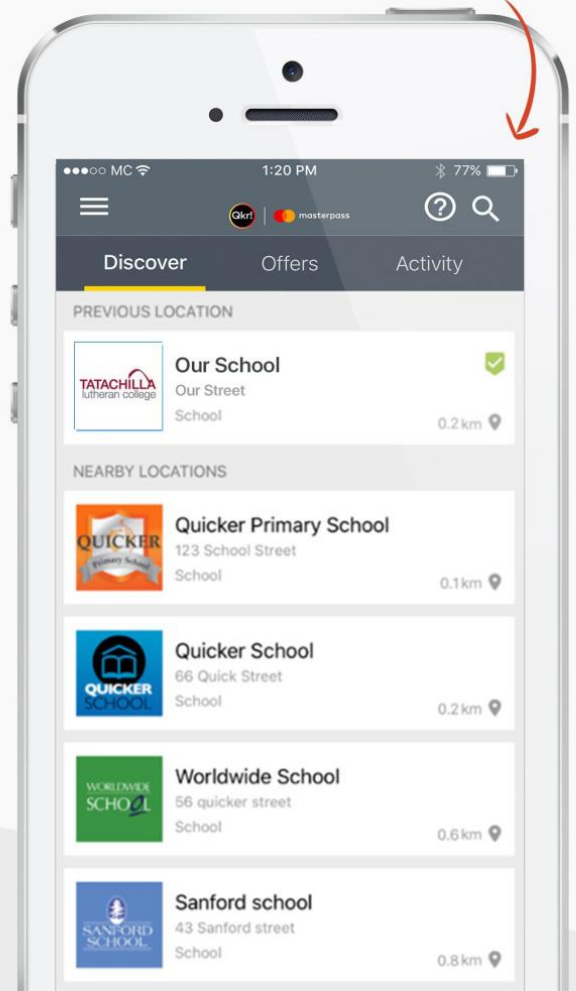 MC
1:20 PM
77%
Qkr!
masterpass
Discover
Offers
Activity
PREVIOUS LOCATION
TATACHILLA
lutheran college
Our School
Our Street
School
0.2 km
NEARBY LOCATIONS
QUICKER
Primary School
Quicker Primary School
123 School Street
School
0.1 km
QUICKER
SCHOOL
Quicker School
66 Quick Street
School
0.2 km
WORLDWIDE
SCHOOL
Worldwide School
56 quicker street
School
0.6 km
SANFORD
SCHOOL
Sanford school
43 Sanford street
School
0.8 km